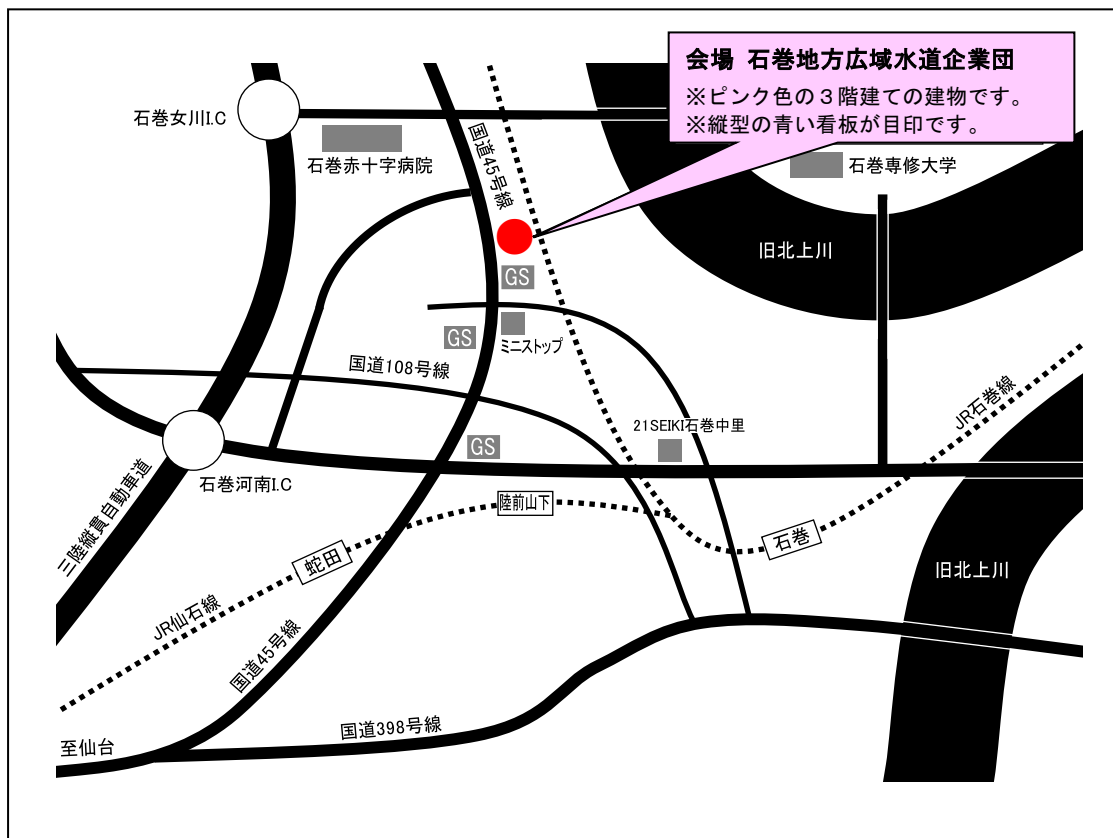 会場 石巻地方広域水道企業団
※ピンク色の３階建ての建物です。
※縦型の青い看板が目印です。
石巻女川I.C
石巻赤十字病院
国道45号線
石巻専修大学
旧北上川
GS
GS
ミニストップ
国道108号線
JR石巻線
21SEIKI石巻中里
GS
石巻河南I.C
三陸縦貫自動車道
陸前山下
石巻
蛇田
旧北上川
JR仙石線
国道45号線
国道398号線
至仙台